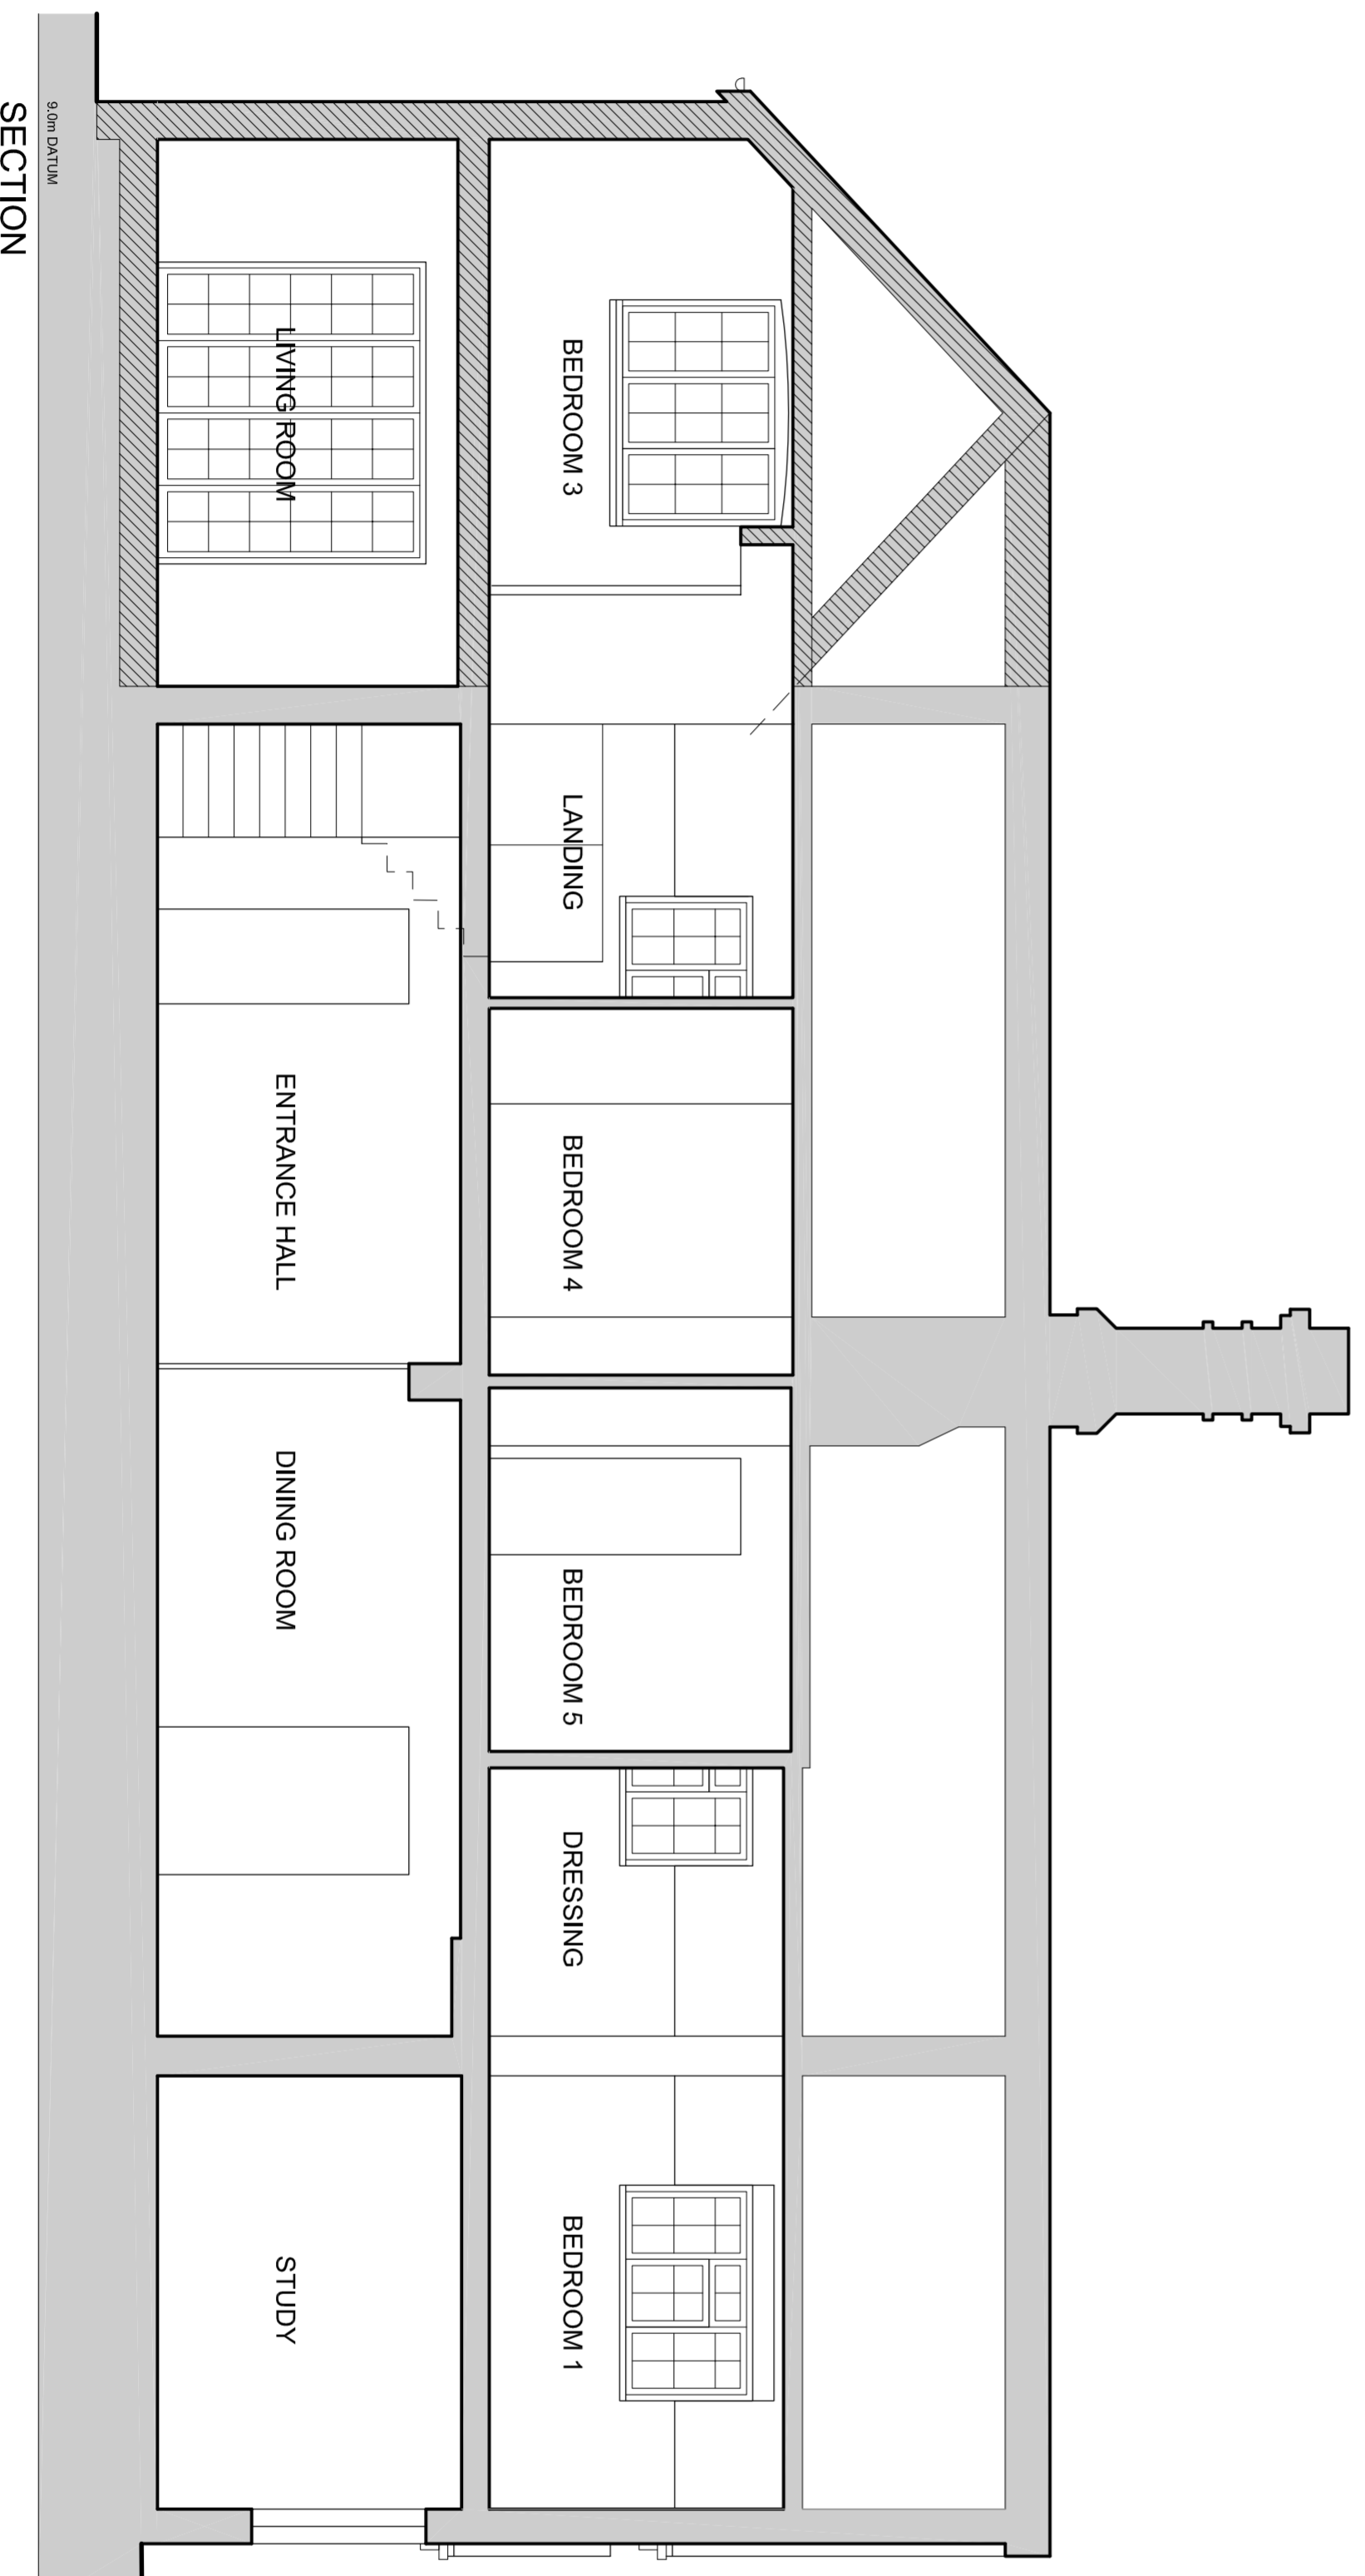 BEDROOM 3
LANDING
BEDROOM 4
BEDROOM 5
DRESSING
BEDROOM 1
LIVING ROOM
ENTRANCE HALL
DINING ROOM
STUDY
9.0m DATUM
SECTION